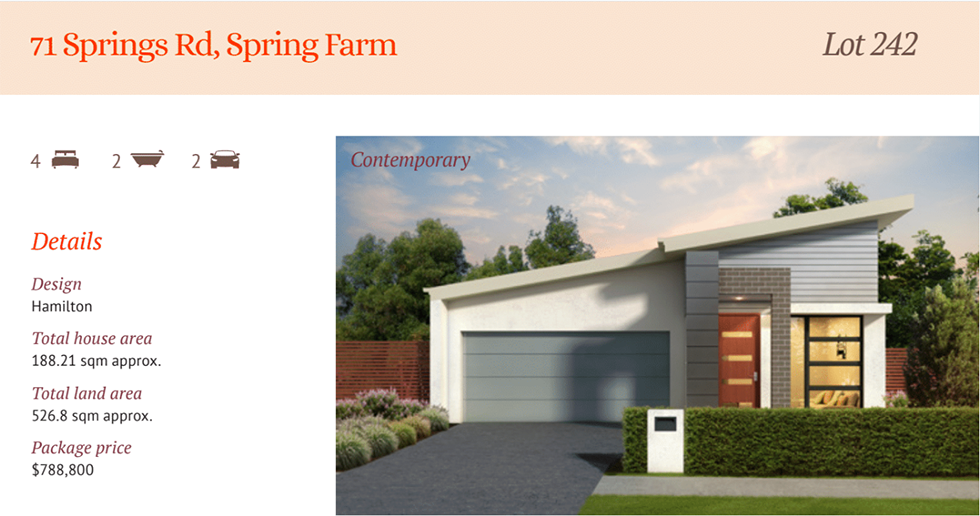 71 Springs Rd, Spring Farm
Lot 242
4 2 2
Contemporary
Details
Design
Hamilton
Total house area
188.21 sqm approx.
Total land area
526.8 sqm approx.
Package price
$788,800